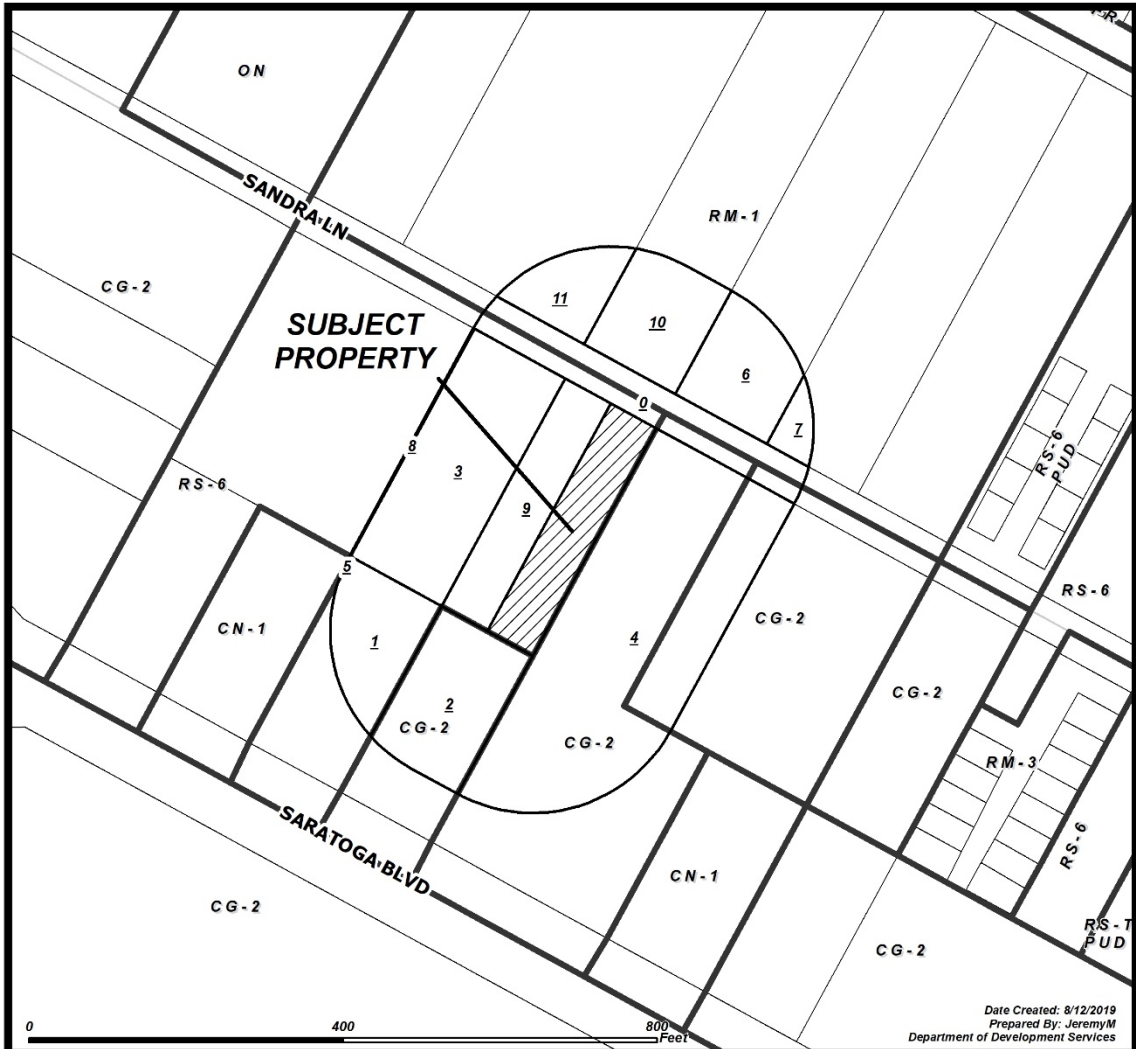 ON
SANDRA LN
RM-1
CG-2
SUBJECT
PROPERTY
11
10
6
7
0
8
3
9
RS-6
PUD
RS-6
5
RS-6
CN-1
1
2
4
CG-2
CG-2
CG-2
CG-2
RM-3
RS-6
SARATOGA BLVD
CN-1
CG-2
CG-2
RS-T
PUD
0
400
800
Feet
Date Created: 8/12/2019
Prepared By: JeremyM
Department of Development Services